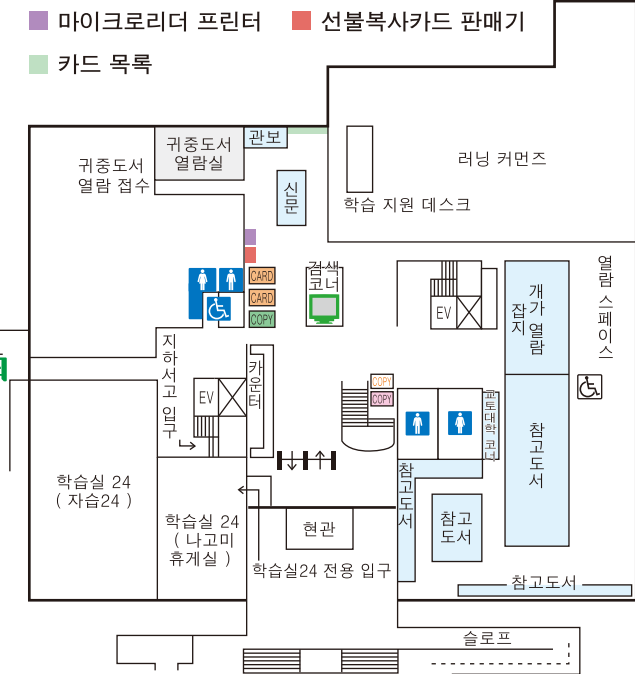 마이크로리더 프린터
선불복사카드 판매기
카드 목록
귀중도서
열람실
관보
귀중도서
열람 접수
신문
러닝 커먼즈
학습 지원 데스크
검색
코너
CARD
CARD
COPY
EV
개가 열람
잡지
열람 스페이스
지하서고 입구
EV
카운터
COPY
COPY
교토대학 코너
참고도서
참고도서
참고
도서
학습실 24
( 자습24 )
학습실 24
( 나고미
휴게실 )
현관
학습실24 전용 입구
참고도서
슬로프